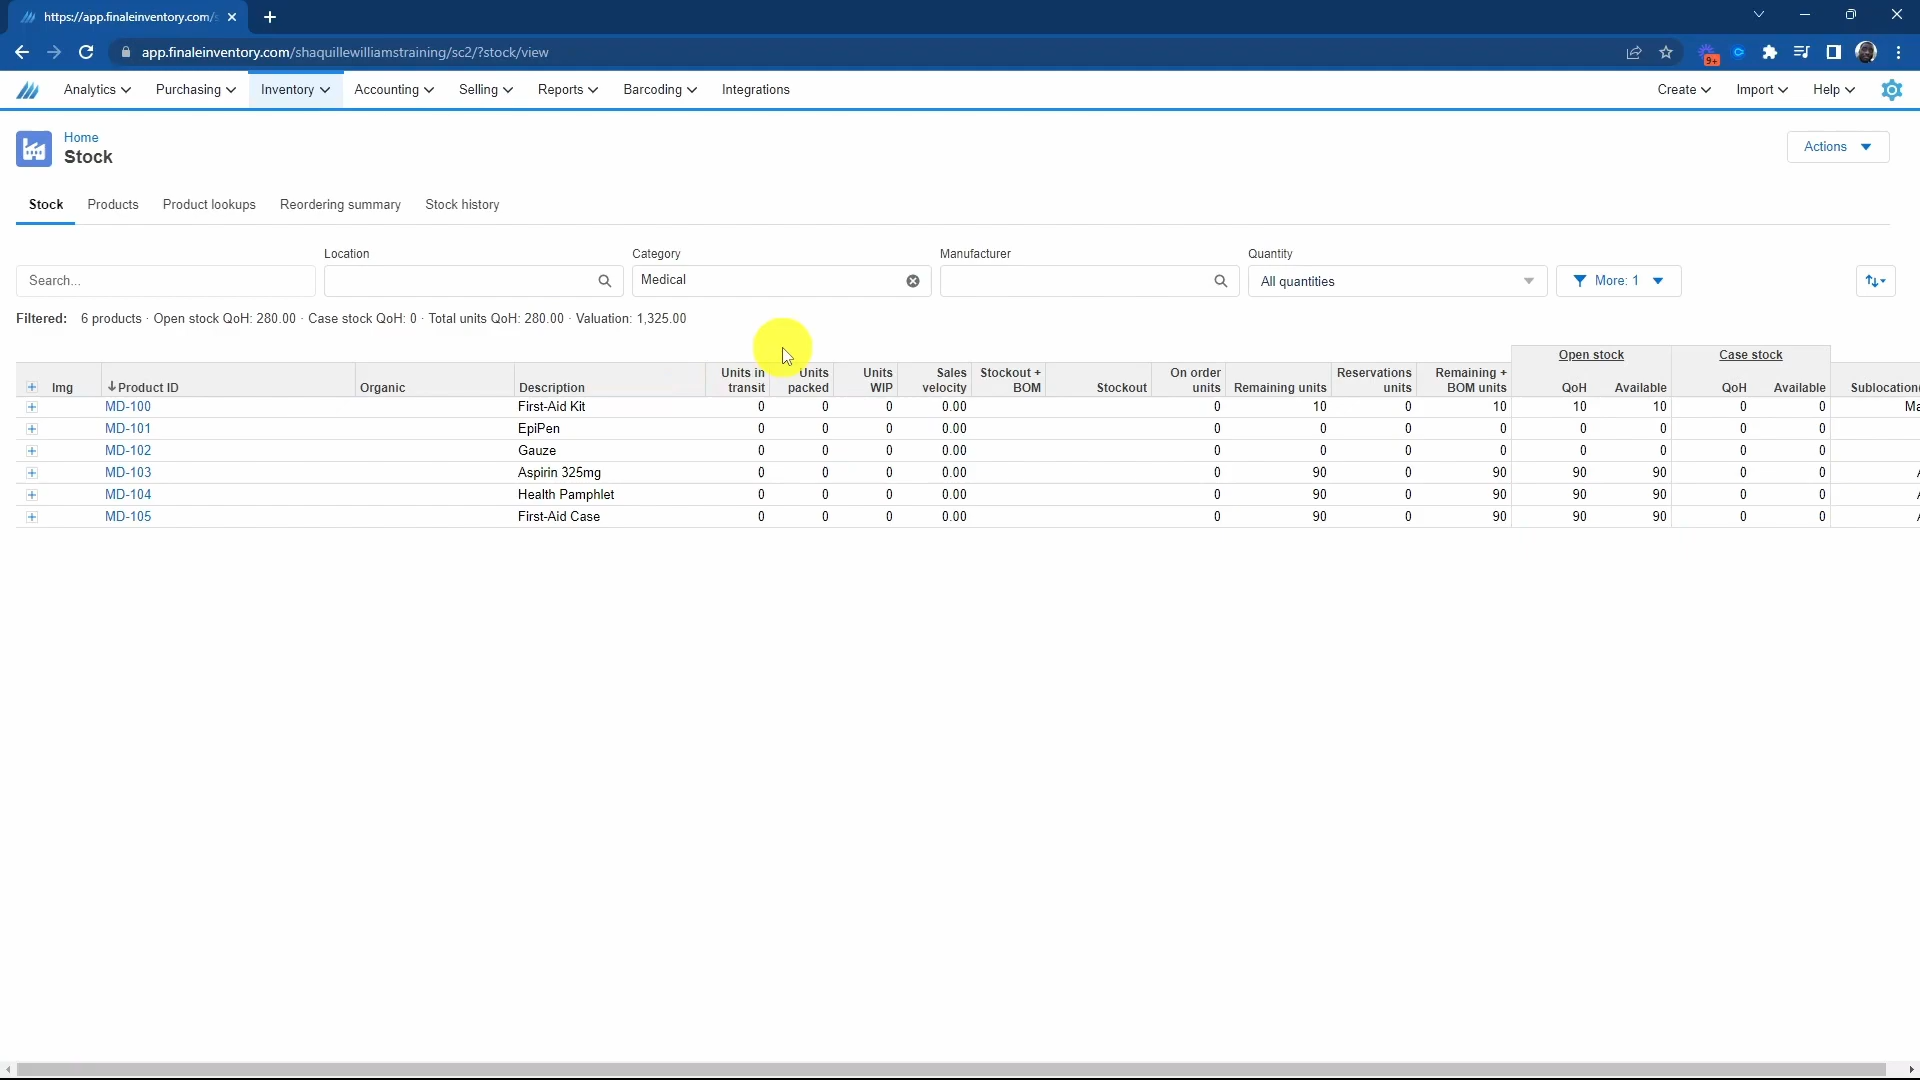 https://app.finaleinventory.com/s
app.finaleinventory.com/shaquillewilliamstraining/sc2/?stock/view
9+
Analytics Purchasing Inventory Accounting Selling Reports Barcoding Integrations Create Import Help
Home
Stock
Actions
Stock Products Product lookups Reordering summary Stock history
Location Category Manufacturer Quantity
Search... Medical All quantities More: 1
Filtered: 6 products · Open stock QoH: 280.00 · Case stock QoH: 0 · Total units QoH: 280.00 · Valuation: 1,325.00
Open stock Case stock
Units in Units Units Sales Stockout + On order Reservations Remaining +
Img Product ID Organic Description transit packed WIP velocity BOM Stockout units Remaining units units BOM units QoH Available QoH Available Sublocation
MD-100 First-Aid Kit 0 0 0 0.00 0 10 0 10 10 10 0 0 Ma
MD-101 EpiPen 0 0 0 0.00 0 0 0 0 0 0 0 0
MD-102 Gauze 0 0 0 0.00 0 0 0 0 0 0 0 0
MD-103 Aspirin 325mg 0 0 0 0.00 0 90 0 90 90 90 0 0
MD-104 Health Pamphlet 0 0 0 0.00 0 90 0 90 90 90 0 0
MD-105 First-Aid Case 0 0 0 0.00 0 90 0 90 90 90 0 0